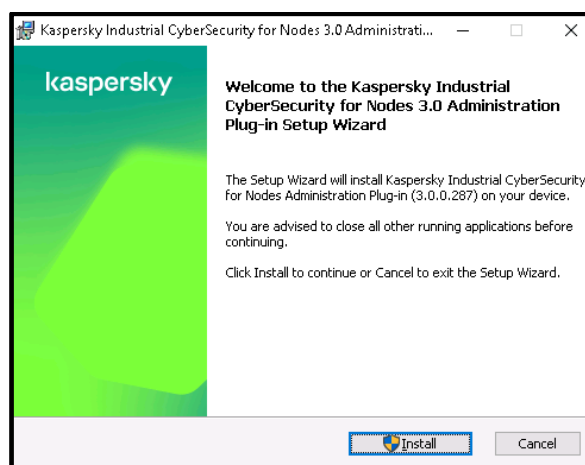 Kaspersky Industrial CyberSecurity for Nodes 3.0 Administrati...
kaspersky
Welcome to the Kaspersky Industrial
CyberSecurity for Nodes 3.0 Administration
Plug-in Setup Wizard
The Setup Wizard will install Kaspersky Industrial CyberSecurity
for Nodes Administration Plug-in (3.0.0.287) on your device.
You are advised to close all other running applications before
continuing.
Click Install to continue or Cancel to exit the Setup Wizard.
Install
Cancel